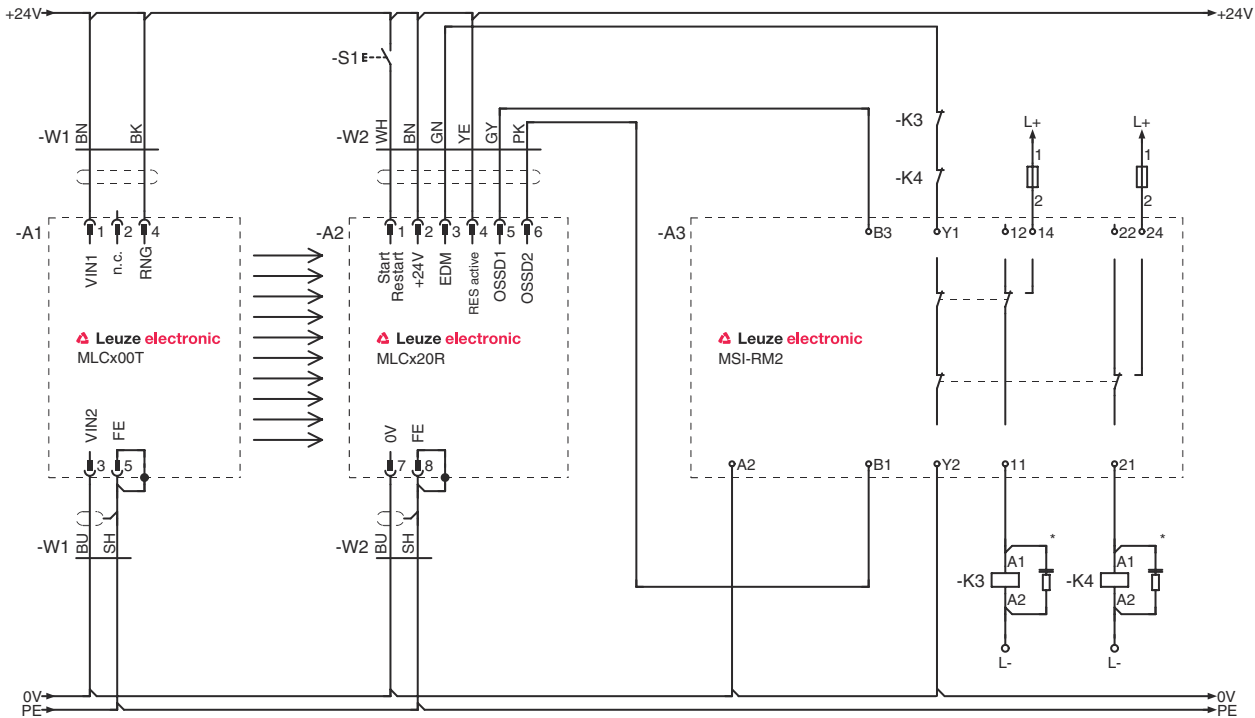 +24V
+24V
-S1
-W1
BN
BK
-W2
WH
BN
GN
YE
GY
PK
-K3
-K4
L+
1
2
L+
1
2
-A1
1
2
4
VIN1
n.c.
RNG
-A2
1
2
3
4
5
6
Start
Restart
+24V
EDM
RES active
OSSD1
OSSD2
-A3
B3
Y1
12
14
22
24
Leuze electronic
MLCx00T
Leuze electronic
MLCx20R
Leuze electronic
MSI-RM2
VIN2
FE
3
5
0V
FE
7
8
A2
B1
Y2
11
21
-W1
BU
SH
-W2
BU
SH
-K3
A1
A2
*
L-
-K4
A1
A2
*
L-
0V
PE
0V
PE